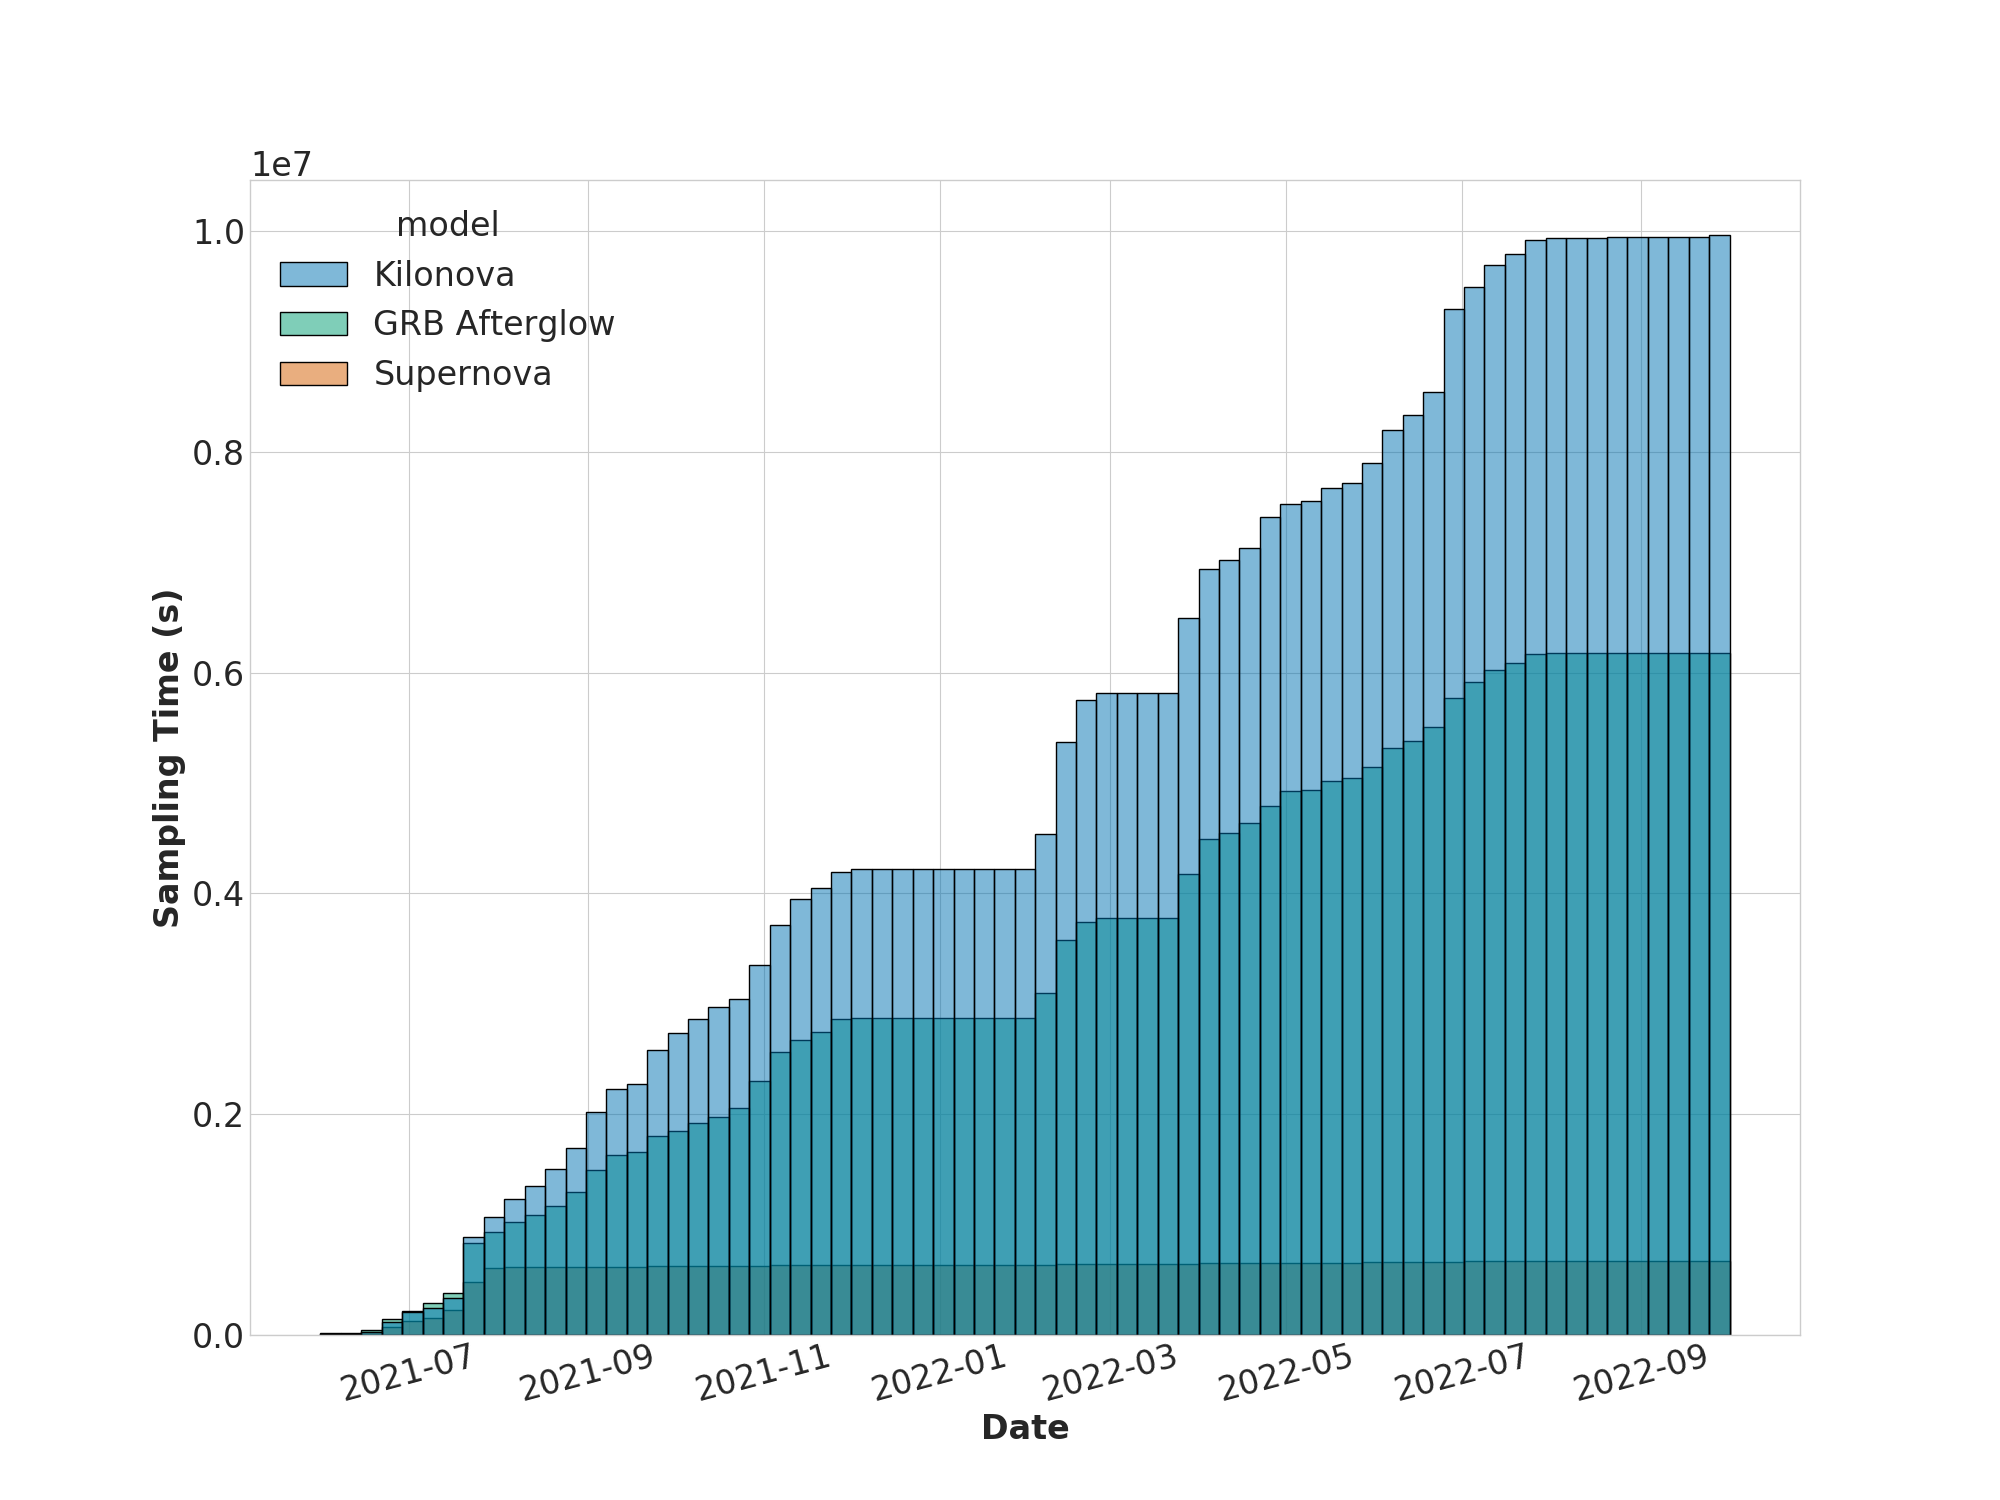 1e7
model
Kilonova
GRB Afterglow
Supernova
1.0
0.8
0.6
0.4
0.2
0.0
Sampling Time (s)
2021-07
2021-09
2021-11
2022-01
2022-03
2022-05
2022-07
2022-09
Date